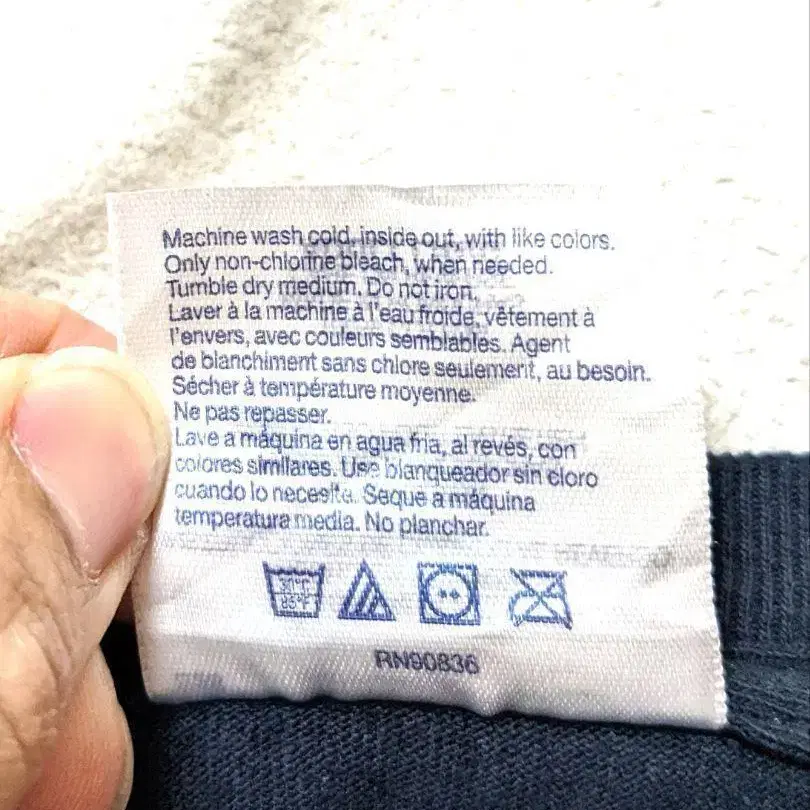 Machine wash cold, inside out, with like colors.
Only non-chlorine bleach, when needed.
Tumble dry medium. Do not iron.
Laver à la machine à l'eau froide, vêtement à
l'envers, avec couleurs semblables. Agent
de blanchiment sans chlore seulement, au besoin.
Sécher à température moyenne.
Ne pas repasser.
Lave a máquina en agua fria, al revés, con
colores similares. Use blanqueador sin cloro
cuando lo necesita. Seque a máquina
temperatura media. No planchar.
30°C
85°F
RN90836